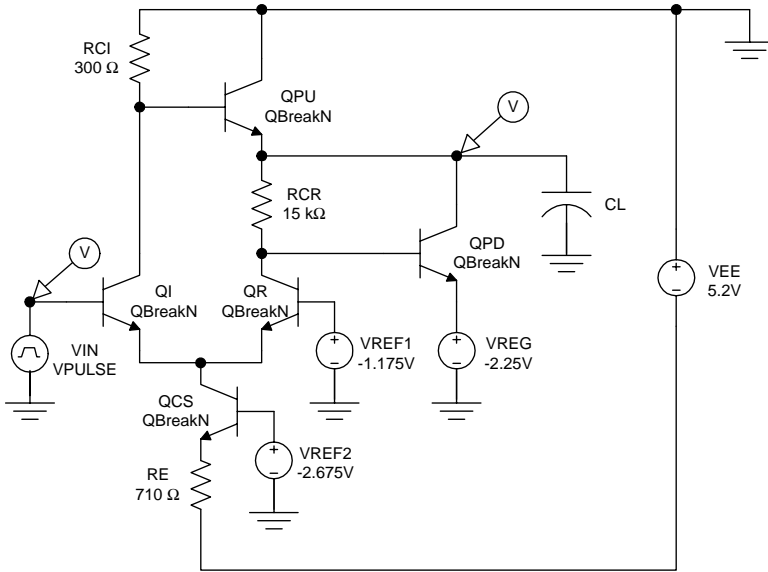 RCI
300 Ω
QPU
QBreakN
V
RCR
15 kΩ
CL
QPD
QBreakN
V
QI
QBreakN
QR
QBreakN
VEE
5.2V
VIN
VPULSE
VREF1
-1.175V
VREG
-2.25V
QCS
QBreakN
VREF2
-2.675V
RE
710 Ω